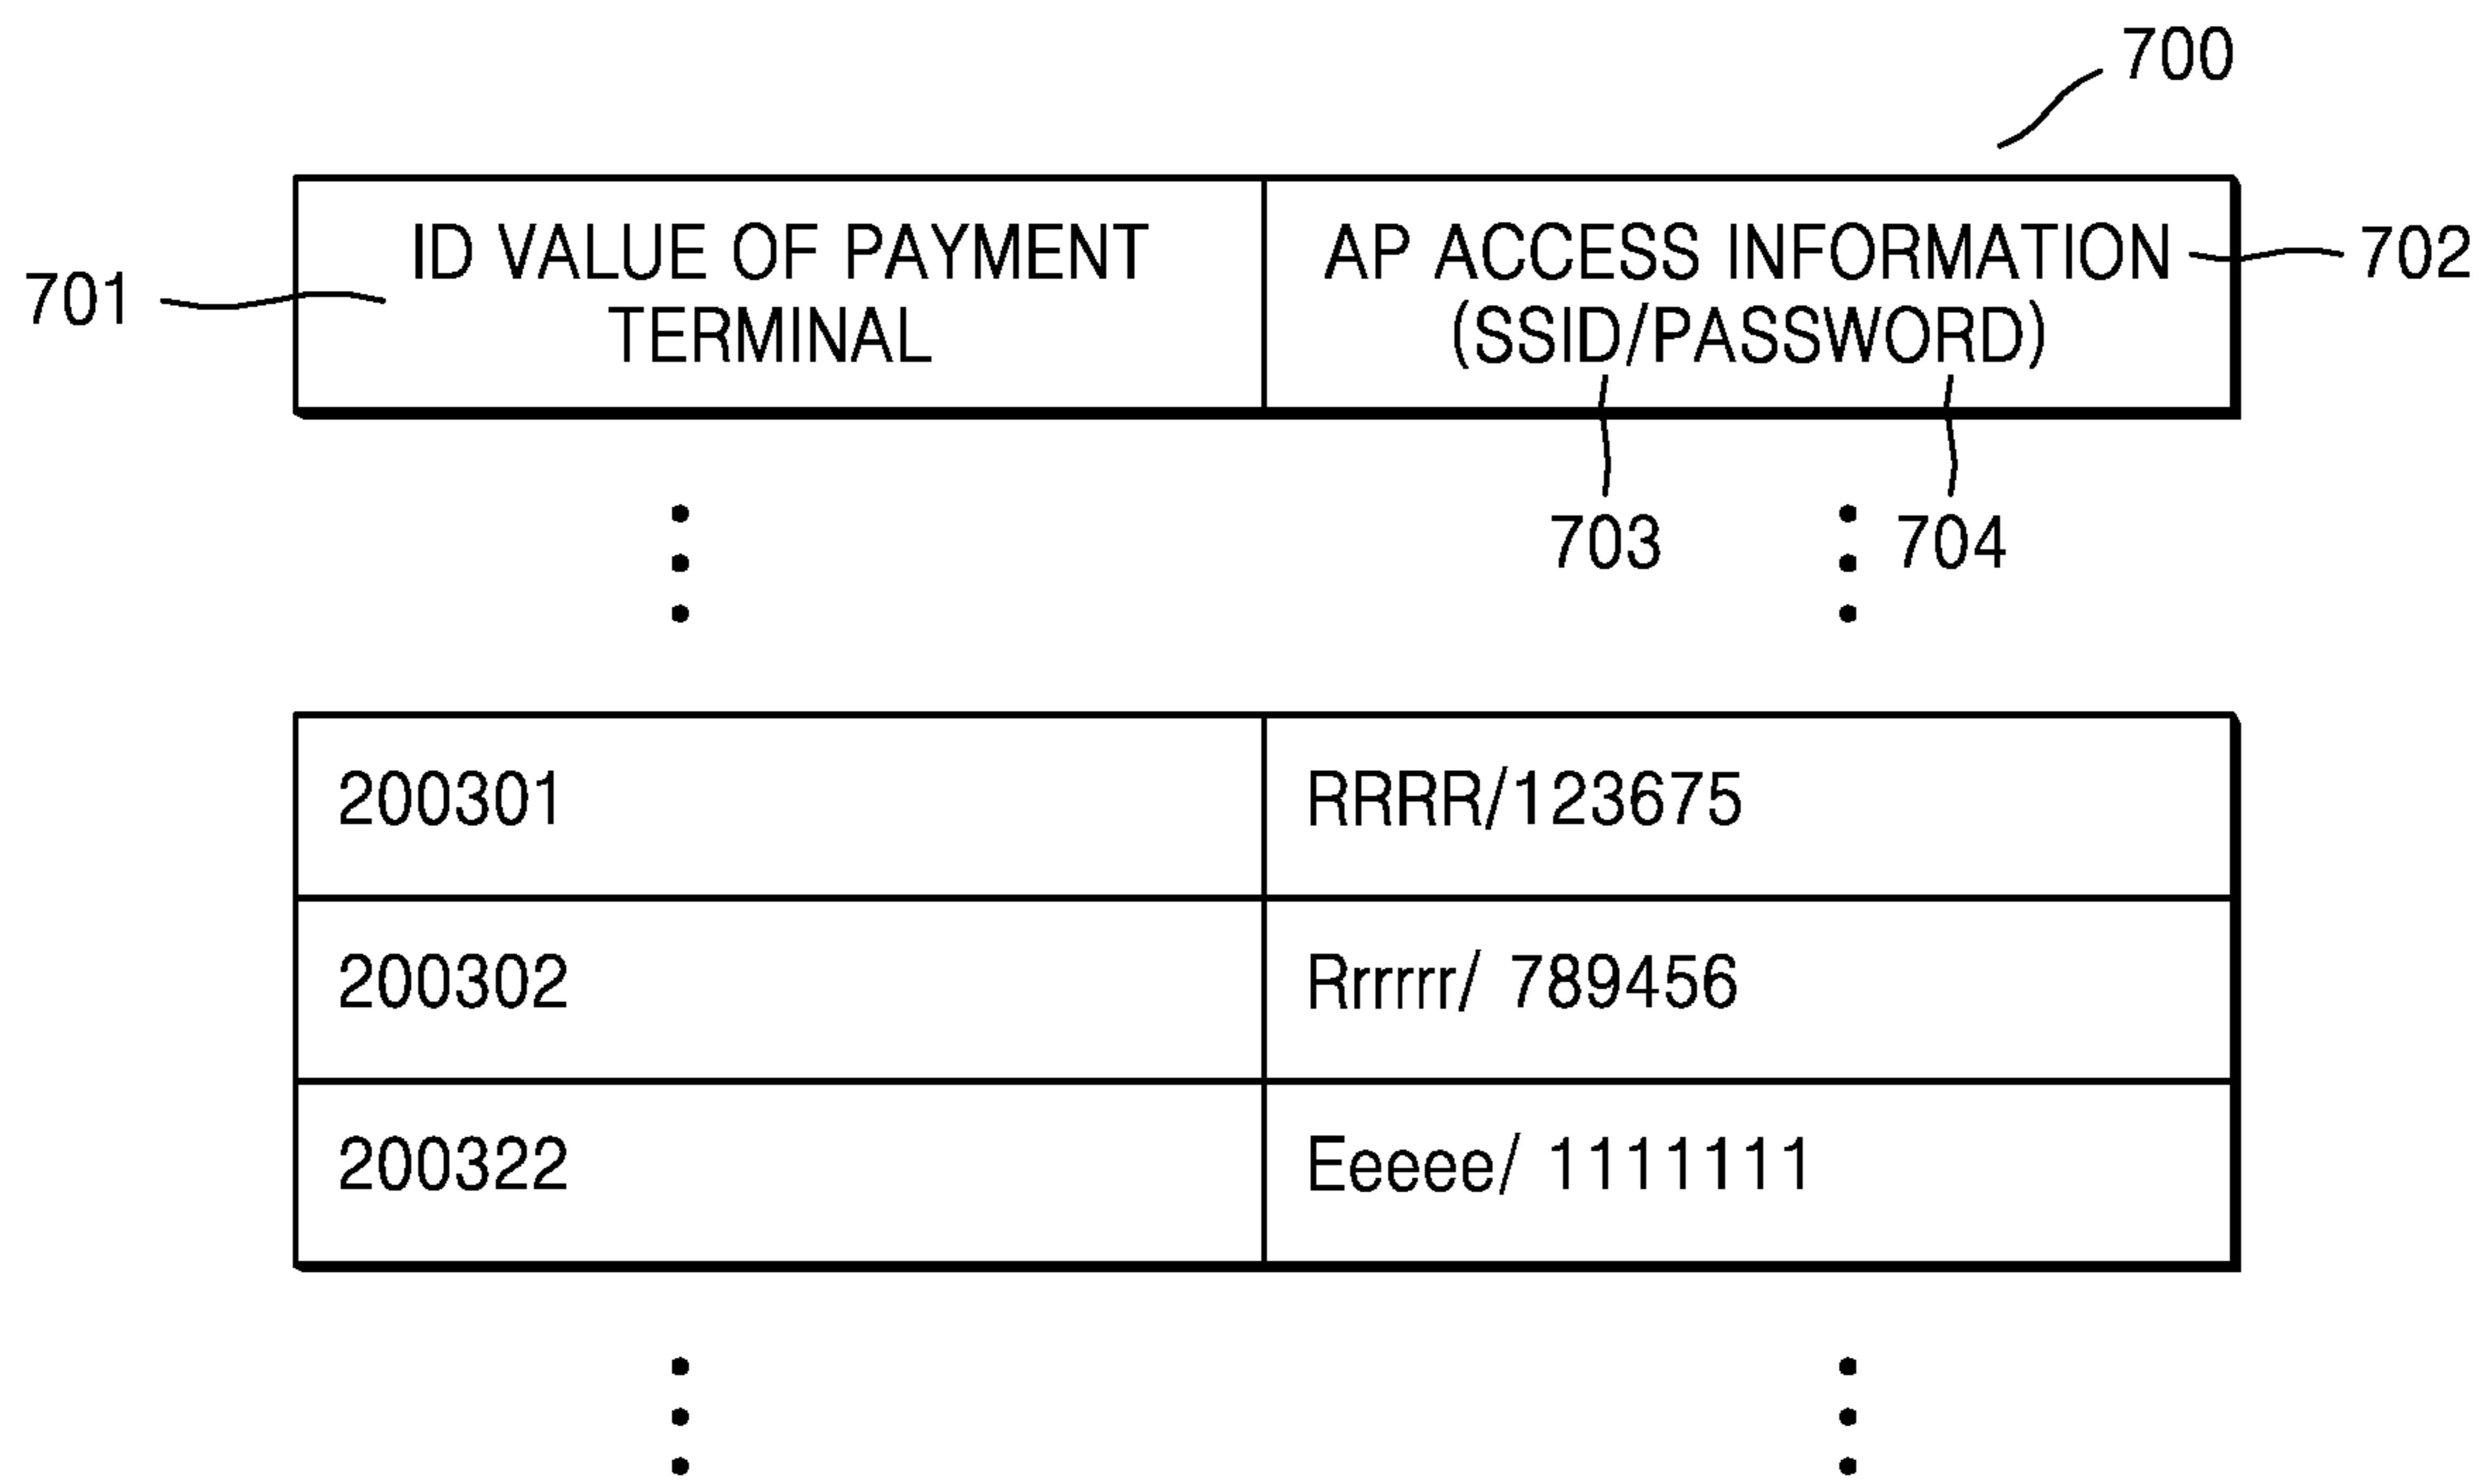 700
ID VALUE OF PAYMENT
TERMINAL
AP ACCESS INFORMATION
(SSID/PASSWORD)
701
702
703
704
200301
RRRR/123675
200302
Rrrrrr/ 789456
200322
Eeeee/ 1111111